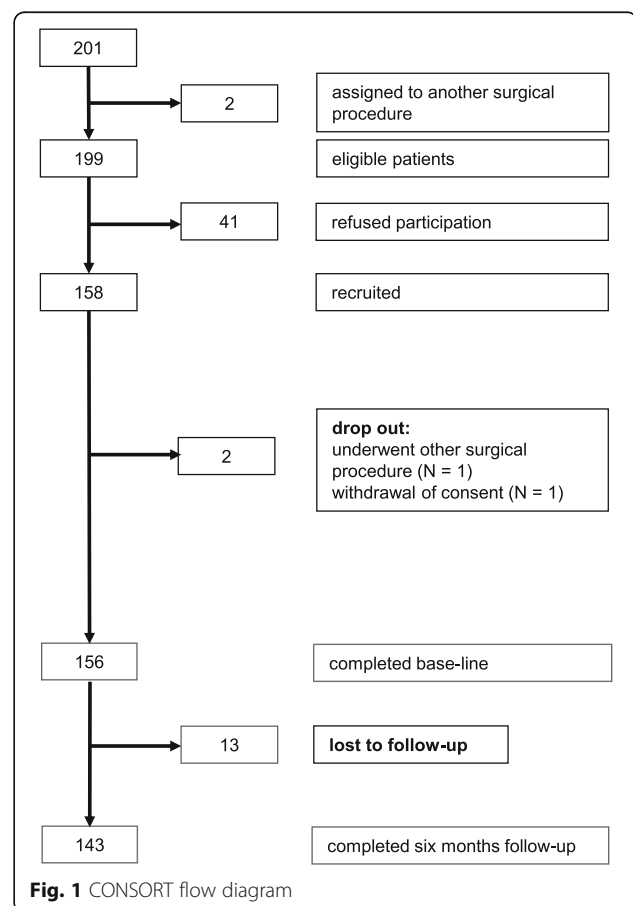 201
2
assigned to another surgical
procedure
199
eligible patients
41
refused participation
158
recruited
2
drop out:
underwent other surgical
procedure (N = 1)
withdrawal of consent (N = 1)
156
completed base-line
13
lost to follow-up
143
completed six months follow-up
Fig. 1 CONSORT flow diagram